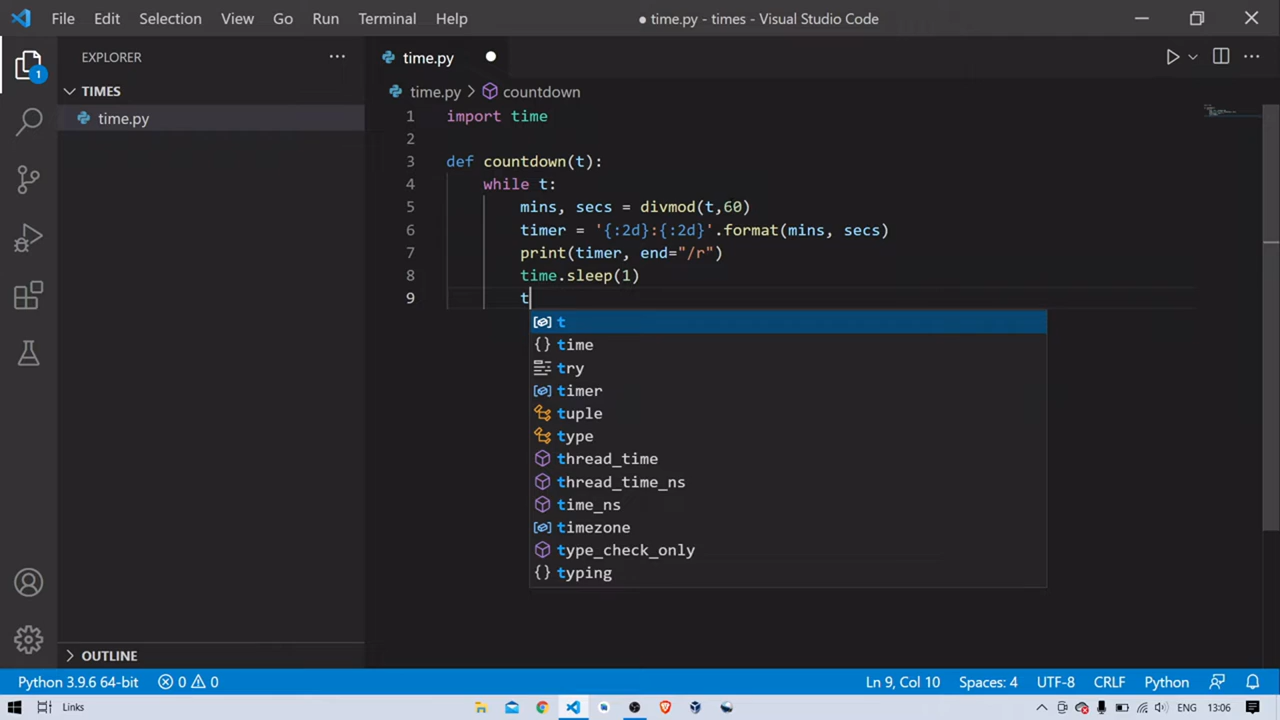 File Edit Selection View Go Run Terminal Help ● time.py - times - Visual Studio Code
EXPLORER ···
time.py
1
TIMES
time.py > countdown
time.py
1 import time
2
3 def countdown(t):
4 while t:
5 mins, secs = divmod(t,60)
6 timer = '{:2d}:{:2d}'.format(mins, secs)
7 print(timer, end="/r")
8 time.sleep(1)
9 t
t
time
try
timer
tuple
type
thread_time
thread_time_ns
time_ns
timezone
type_check_only
typing
OUTLINE
Python 3.9.6 64-bit 0 0 Ln 9, Col 10 Spaces: 4 UTF-8 CRLF Python
Links ENG 13:06